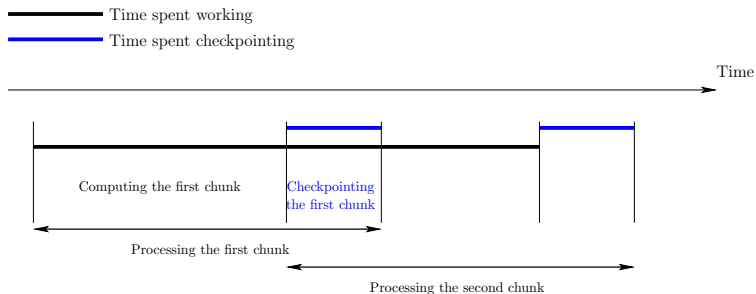 Time spent working
Time spent checkpointing
Time
Computing the first chunk
Checkpointing
the first chunk
Processing the first chunk
Processing the second chunk